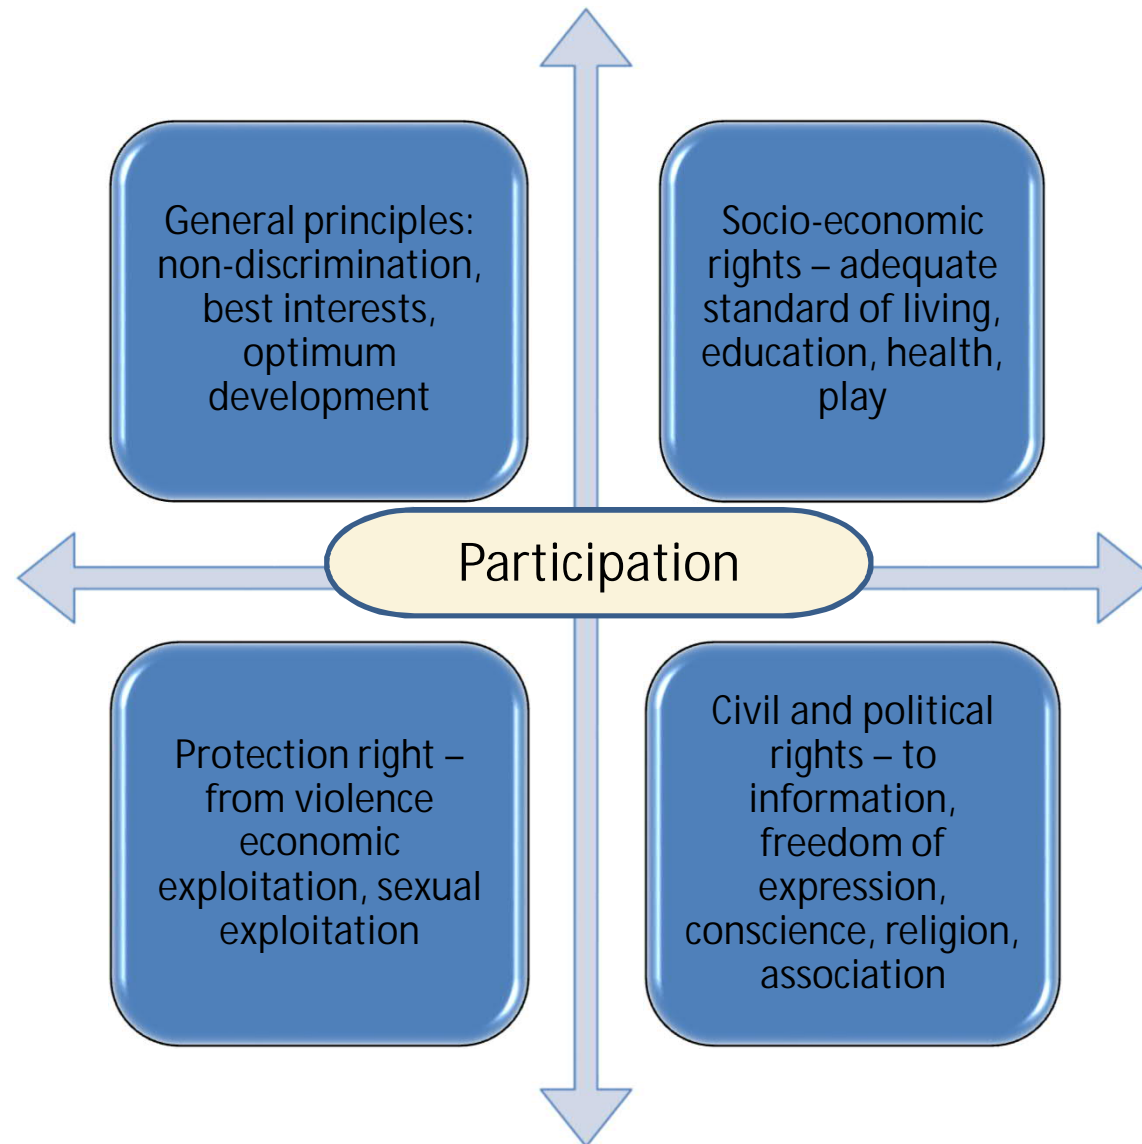 General principles:
non-discrimination,
best interests,
optimum
development
Socio-economic
rights – adequate
standard of living,
education, health,
play
Participation
Protection right –
from violence
economic
exploitation, sexual
exploitation
Civil and political
rights – to
information,
freedom of
expression,
conscience, religion,
association